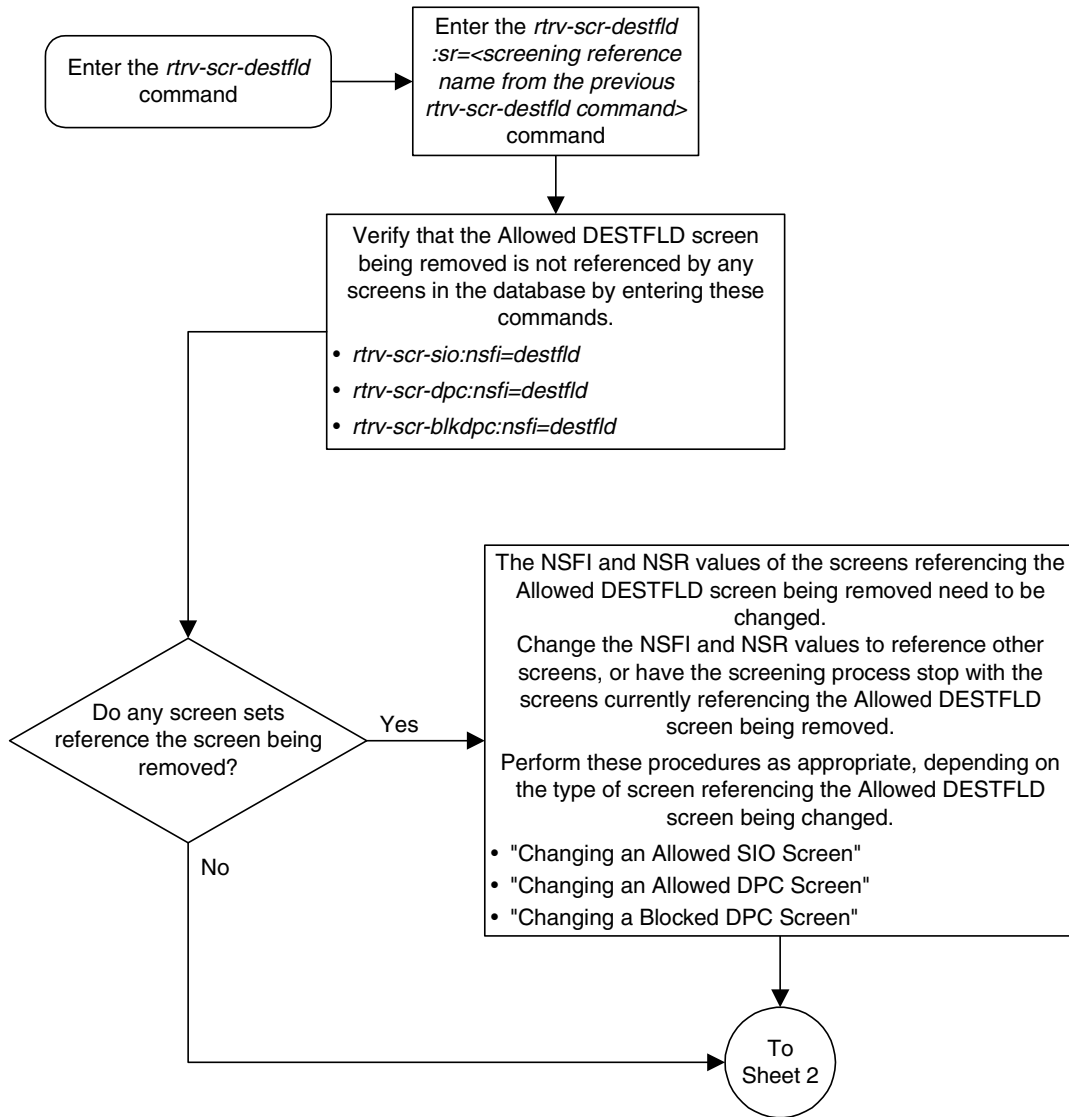 Enter the rtrv-scr-destfld
command
Enter the rtrv-scr-destfld
:sr=<screening reference
name from the previous
rtrv-scr-destfld command>
command
Verify that the Allowed DESTFLD screen
being removed is not referenced by any
screens in the database by entering these
commands.
• rtrv-scr-sio:nsfi=destfld
• rtrv-scr-dpc:nsfi=destfld
• rtrv-scr-blkdpc:nsfi=destfld
Do any screen sets
reference the screen being
removed?
Yes
No
The NSFI and NSR values of the screens referencing the
Allowed DESTFLD screen being removed need to be
changed.
Change the NSFI and NSR values to reference other
screens, or have the screening process stop with the
screens currently referencing the Allowed DESTFLD
screen being removed.
Perform these procedures as appropriate, depending on
the type of screen referencing the Allowed DESTFLD
screen being changed.
• "Changing an Allowed SIO Screen"
• "Changing an Allowed DPC Screen"
• "Changing a Blocked DPC Screen"
To
Sheet 2